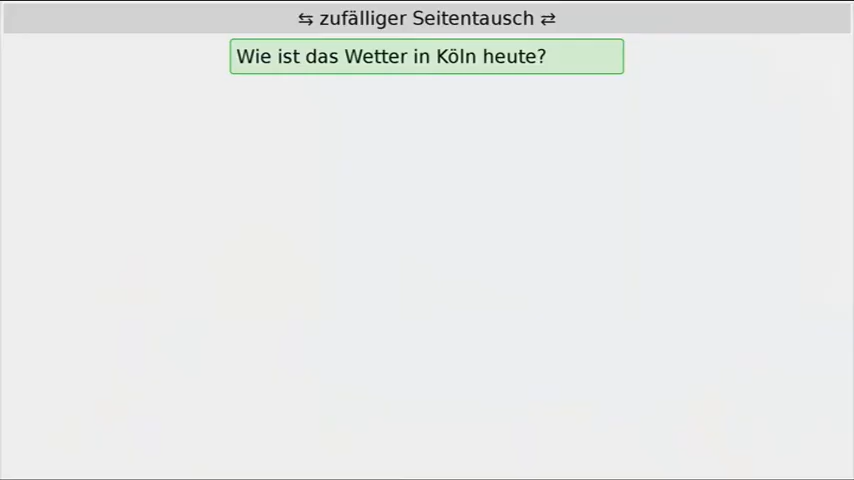 ⇆ zufälliger Seitentausch ⇄
Wie ist das Wetter in Köln heute?